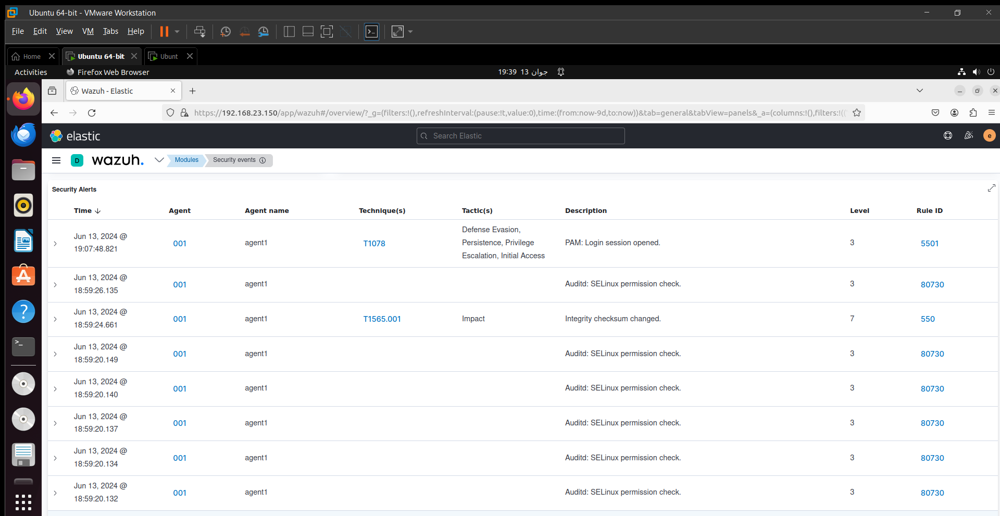 Ubuntu 64-bit - VMware Workstation
File Edit View VM Tabs Help
Home Ubuntu 64-bit Ubunt
Activities Firefox Web Browser 19:39 13 جوان
Wazuh - Elastic
https://192.168.23.150/app/wazuh#/overview/?_g=(filters:!(),refreshInterval:(pause:!t,value:0),time:(from:now-9d,to:now))&tab=general&tabView=panels&_a=(columns:!(),filters:!((
elastic Search Elastic e
D wazuh. Modules Security events
Security Alerts
Time Agent Agent name Technique(s) Tactic(s) Description Level Rule ID
Jun 13, 2024 @ 19:07:48.821 001 agent1 T1078 Defense Evasion, Persistence, Privilege Escalation, Initial Access PAM: Login session opened. 3 5501
Jun 13, 2024 @ 18:59:26.135 001 agent1 Auditd: SELinux permission check. 3 80730
Jun 13, 2024 @ 18:59:24.661 001 agent1 T1565.001 Impact Integrity checksum changed. 7 550
Jun 13, 2024 @ 18:59:20.149 001 agent1 Auditd: SELinux permission check. 3 80730
Jun 13, 2024 @ 18:59:20.140 001 agent1 Auditd: SELinux permission check. 3 80730
Jun 13, 2024 @ 18:59:20.137 001 agent1 Auditd: SELinux permission check. 3 80730
Jun 13, 2024 @ 18:59:20.134 001 agent1 Auditd: SELinux permission check. 3 80730
Jun 13, 2024 @ 18:59:20.132 001 agent1 Auditd: SELinux permission check. 3 80730